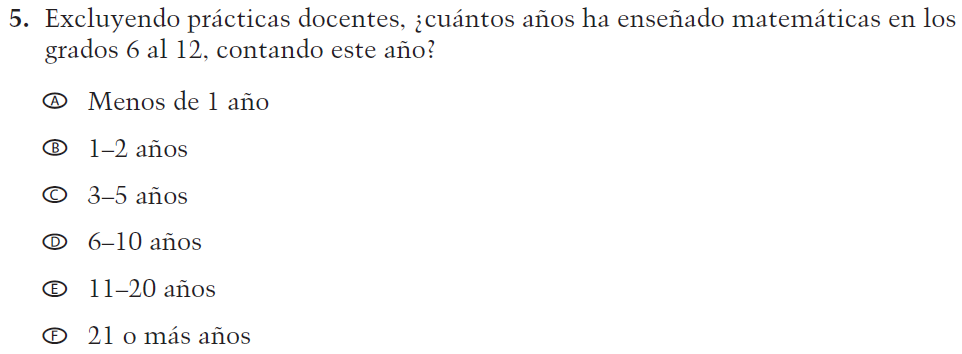 5. Excluyendo prácticas docentes, ¿cuántos años ha enseñado matemáticas en los
grados 6 al 12, contando este año?
A Menos de 1 año
B 1–2 años
C 3–5 años
D 6–10 años
E 11–20 años
F 21 o más años